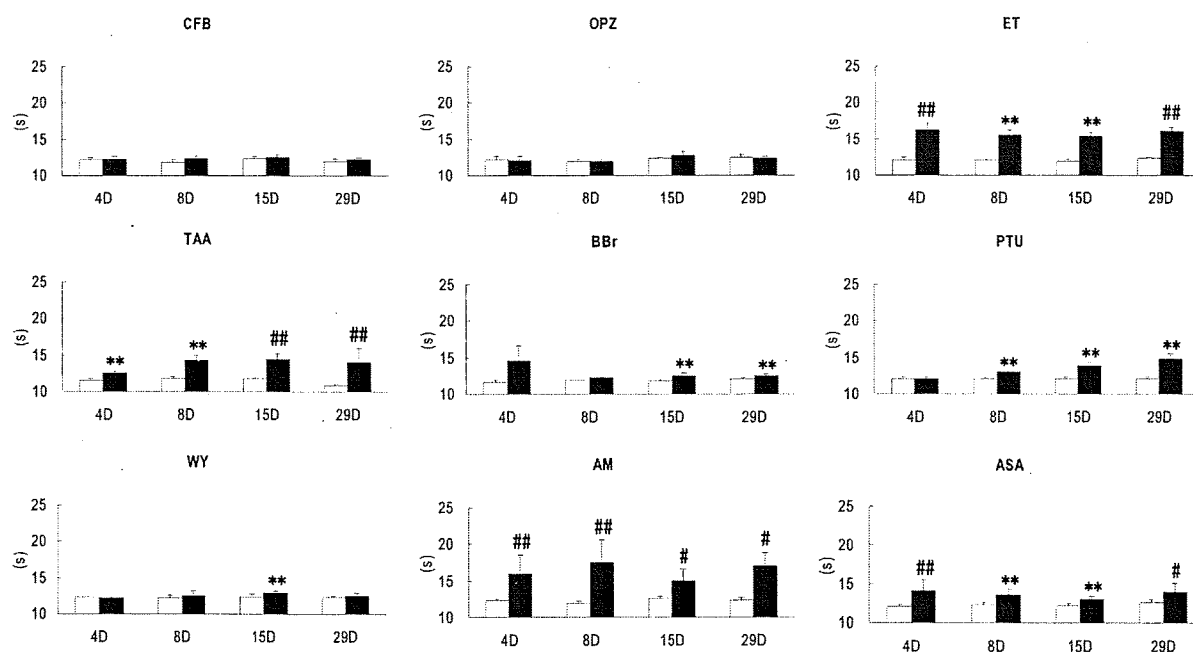 CFB
OPZ
ET
25
20
(s)
15
10
4D 8D 15D 29D
25
20
(s)
15
10
4D 8D 15D 29D
25
20
(s)
15
10
## ** ** ##
4D 8D 15D 29D
TAA
BBr
PTU
25
20
(s)
15
10
** ** ## ##
4D 8D 15D 29D
25
20
(s)
15
10
** **
4D 8D 15D 29D
25
20
(s)
15
10
** ** **
4D 8D 15D 29D
WY
AM
ASA
25
20
(s)
15
10
**
4D 8D 15D 29D
25
20
(s)
15
10
## ## # #
4D 8D 15D 29D
25
20
(s)
15
10
## ** ** #
4D 8D 15D 29D